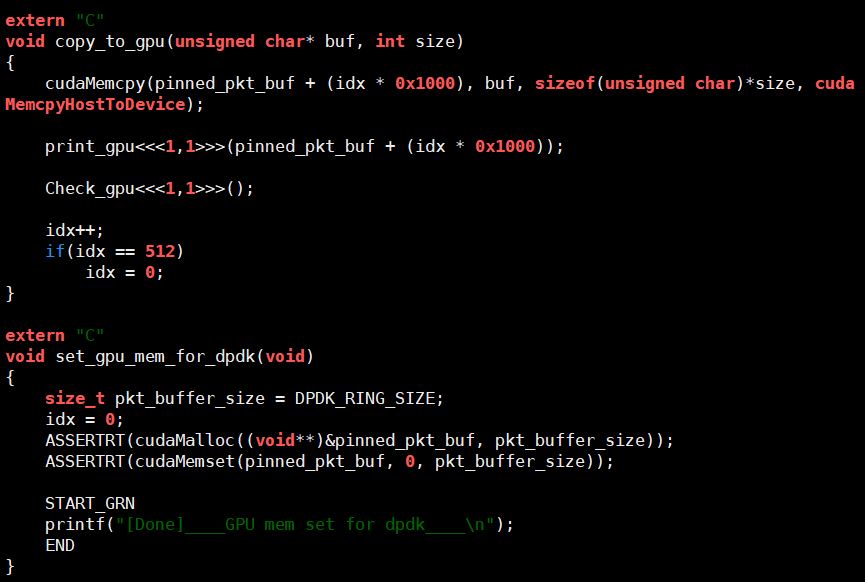 extern "C"
void copy_to_gpu(unsigned char* buf, int size)
{
    cudaMemcpy(pinned_pkt_buf + (idx * 0x1000), buf, sizeof(unsigned char)*size, cuda
MemcpyHostToDevice);

    print_gpu<<<1,1>>>(pinned_pkt_buf + (idx * 0x1000));

    Check_gpu<<<1,1>>>();

    idx++;
    if(idx == 512)
        idx = 0;
}

extern "C"
void set_gpu_mem_for_dpdk(void)
{
    size_t pkt_buffer_size = DPDK_RING_SIZE;
    idx = 0;
    ASSERTRT(cudaMalloc((void**)&pinned_pkt_buf, pkt_buffer_size));
    ASSERTRT(cudaMemset(pinned_pkt_buf, 0, pkt_buffer_size));

    START_GRN
    printf("[Done]____GPU mem set for dpdk____\n");
    END
}